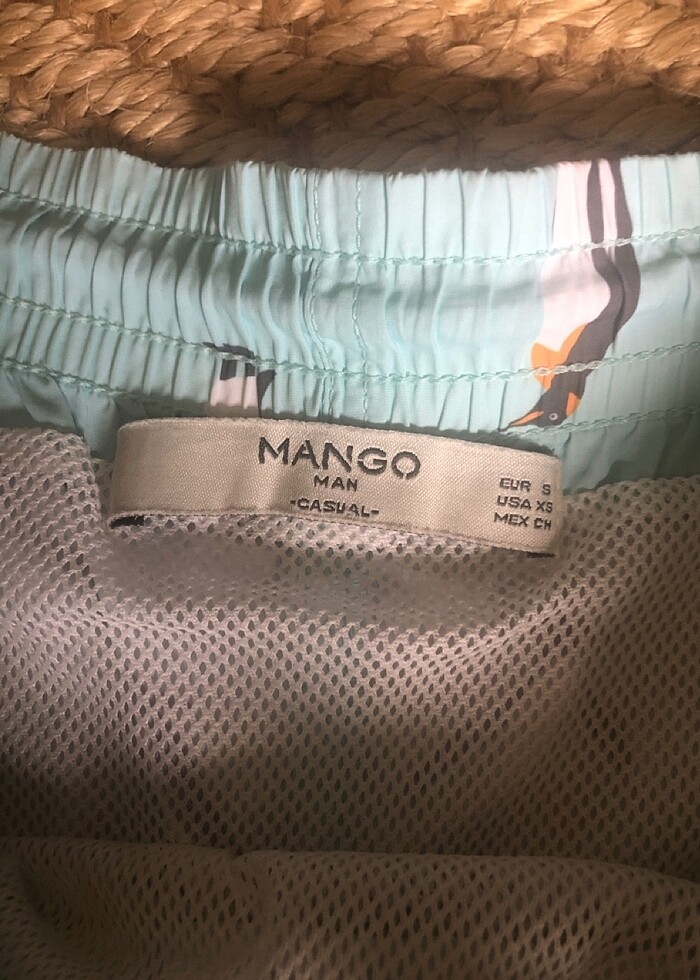 MANGO
MAN
-CASUAL-
EUR S
USA XS
MEX CH